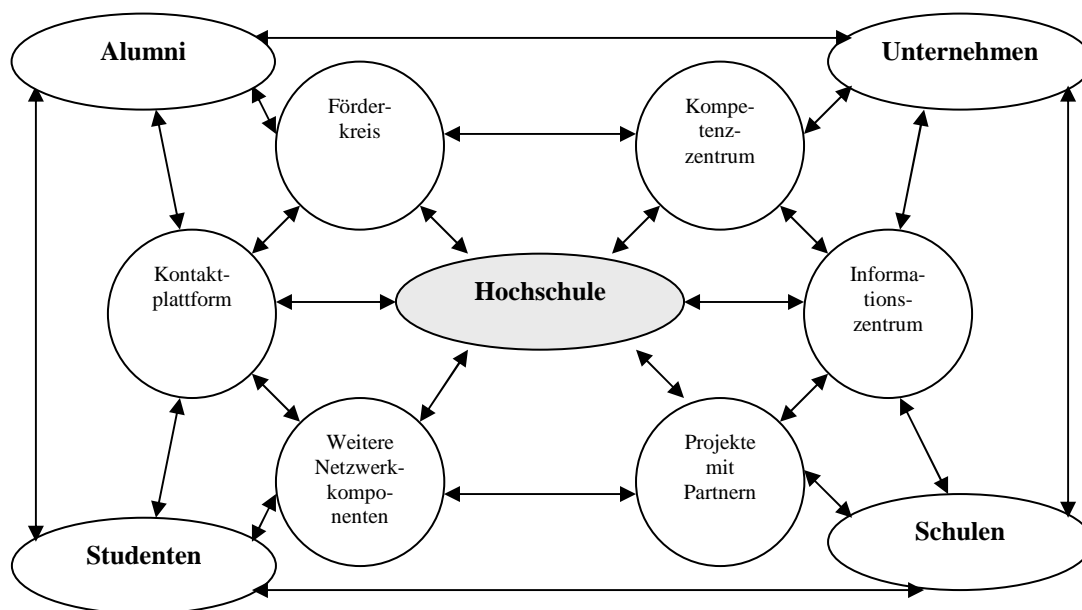 Alumni
Unternehmen
Förder-
kreis
Kompe-
tenz-
zentrum
Kontakt-
plattform
Hochschule
Informa-
tions-
zentrum
Weitere
Netzwerk-
kompo-
nenten
Projekte
mit
Partnern
Studenten
Schulen